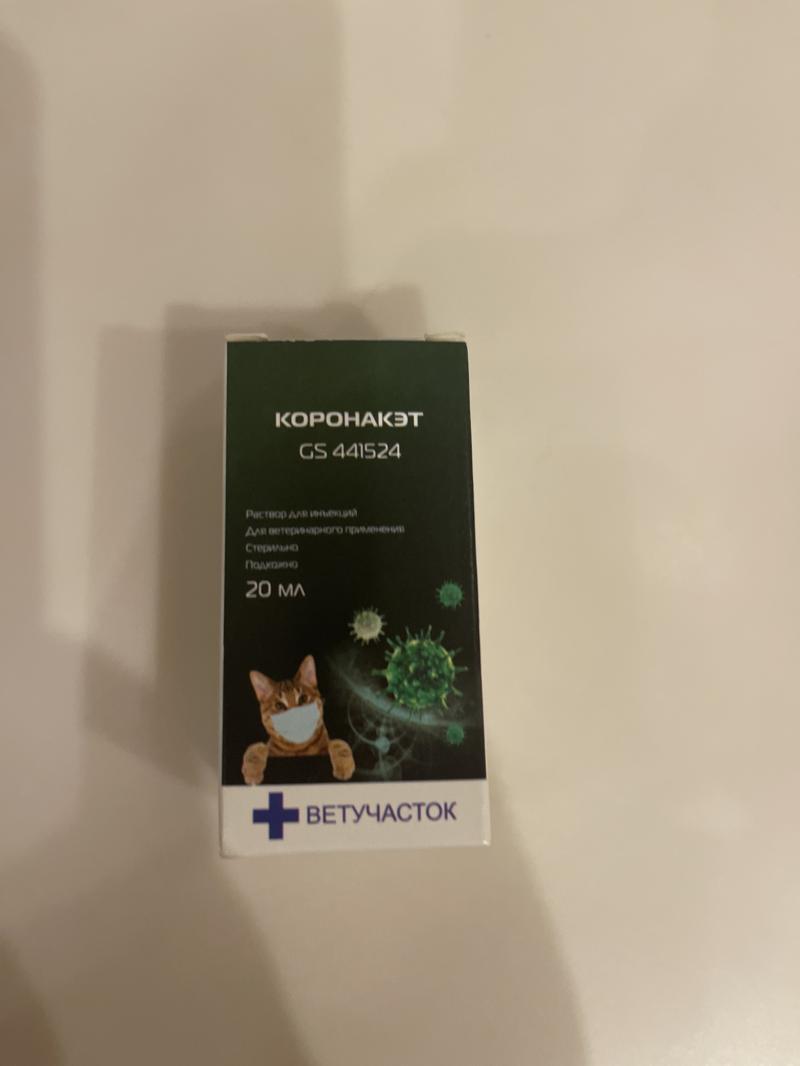 КОРОНАКЭТ
GS 441524
Раствор для инъекций
Для ветеринарного применения
Стерильно
Подкожно
20 мл
ВЕТУЧАСТОК